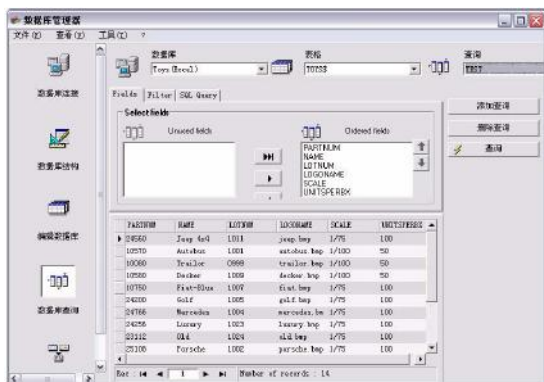 数据库管理器
文件(F) 查看(V) 工具(T) ?
数据库 表格 查询
Toys (Excel) TOYS$ TEST
数据库连接
Fields Filter SQL Query
添加查询
Select fields
删除查询
Unused fields Ordered fields
查询
PARTNUM
NAME
LOTNUM
LOGONAME
SCALE
UNITSPERBX
数据库结构
编辑数据库
数据库查询
PARTNUM NAME LOTNUM LOGONAME SCALE UNITSPERBX
24560 Jeep 4x4 1011 jeep.bmp 1/75 100
10570 Autobus 1001 autobus.bmp 1/100 50
10080 Trailor 0999 trailor.bmp 1/100 50
10580 Decker 1009 decker.bmp 1/100 50
10750 Fiat-Blue 1007 fiat.bmp 1/75 100
24200 Golf 1005 golf.bmp 1/75 100
24766 Mercedes 1004 mercedes.bm 1/75 100
24256 Luxury 1023 luxury.bmp 1/75 100
23112 Old 1024 old.bmp 1/75 100
25106 Porsche 1002 porsche.bmp 1/75 100
Rec : 1 Number of records : 14